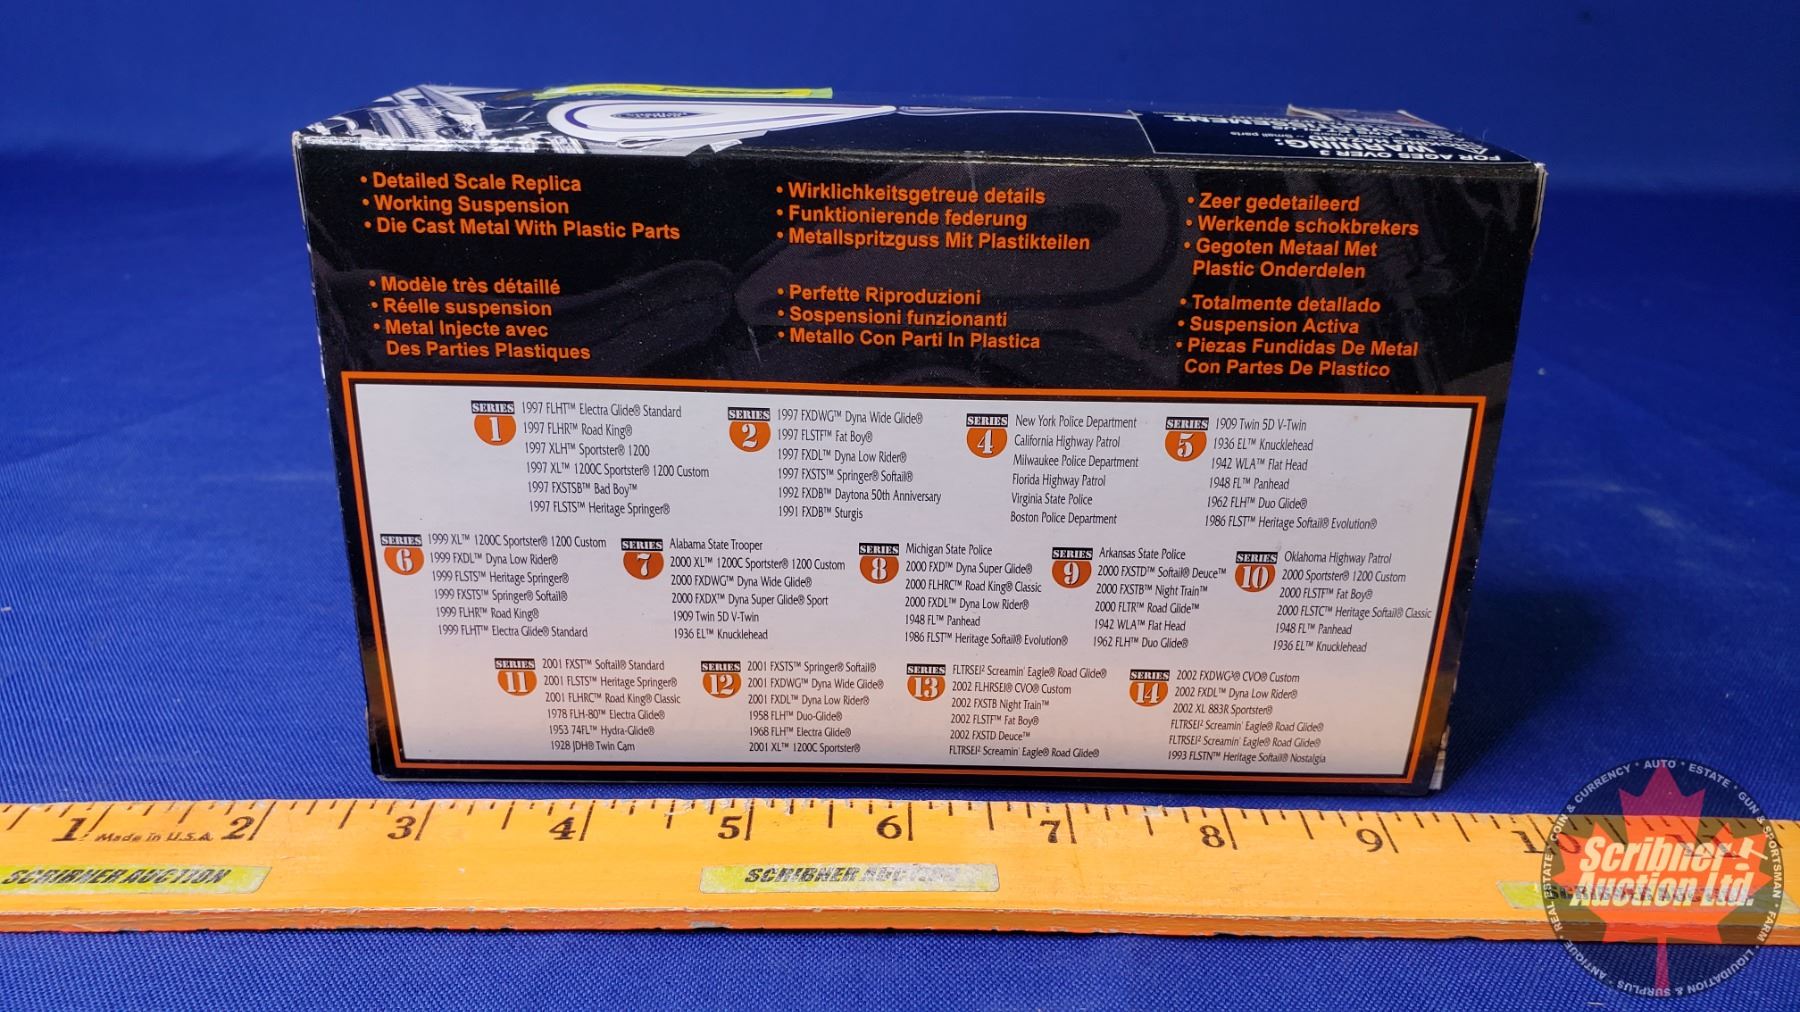 FOR AGES OVER 3
WARNING:
Small parts
• Detailed Scale Replica
• Working Suspension
• Die Cast Metal With Plastic Parts
• Wirklichkeitsgetreue details
• Funktionierende federung
• Metallspritzguss Mit Plastikteilen
• Zeer gedetaileerd
• Werkende schokbrekers
• Gegoten Metaal Met
Plastic Onderdelen
• Modèle très détaillé
• Réelle suspension
• Metal Injecte avec
Des Parties Plastiques
• Perfette Riproduzioni
• Sospensioni funzionanti
• Metallo Con Parti In Plastica
• Totalmente detallado
• Suspension Activa
• Piezas Fundidas De Metal
Con Partes De Plastico
SERIES 1
1997 FLHT™ Electra Glide® Standard
1997 FLHR™ Road King®
1997 XLH™ Sportster® 1200
1997 XL™ 1200C Sportster® 1200 Custom
1997 FXSTSB™ Bad Boy™
1997 FLSTS™ Heritage Springer®
SERIES 2
1997 FXDWG™ Dyna Wide Glide®
1997 FLSTF™ Fat Boy®
1997 FXDL™ Dyna Low Rider®
1997 FXSTS™ Springer® Softail®
1992 FXDB™ Daytona 50th Anniversary
1991 FXDB™ Sturgis
SERIES 4
New York Police Department
California Highway Patrol
Milwaukee Police Department
Florida Highway Patrol
Virginia State Police
Boston Police Department
SERIES 5
1909 Twin 5D V-Twin
1936 EL™ Knucklehead
1942 WLA™ Flat Head
1948 FL™ Panhead
1962 FLH™ Duo Glide®
1986 FLST™ Heritage Softail® Evolution®
SERIES 6
1999 XL™ 1200C Sportster® 1200 Custom
1999 FXDL™ Dyna Low Rider®
1999 FLSTS™ Heritage Springer®
1999 FXSTS™ Springer® Softail®
1999 FLHR™ Road King®
1999 FLHT™ Electra Glide® Standard
SERIES 7
Alabama State Trooper
2000 XL™ 1200C Sportster® 1200 Custom
2000 FXDWG™ Dyna Wide Glide®
2000 FXDX™ Dyna Super Glide® Sport
1909 Twin 5D V-Twin
1936 EL™ Knucklehead
SERIES 8
Michigan State Police
2000 FXD™ Dyna Super Glide®
2000 FLHRC™ Road King® Classic
2000 FXDL™ Dyna Low Rider®
1948 FL™ Panhead
1986 FLST™ Heritage Softail® Evolution®
SERIES 9
Arkansas State Police
2000 FXSTD™ Softail® Deuce™
2000 FXSTB™ Night Train™
2000 FLTR™ Road Glide™
1942 WLA™ Flat Head
1962 FLH™ Duo Glide®
SERIES 10
Oklahoma Highway Patrol
2000 Sportster® 1200 Custom
2000 FLSTF™ Fat Boy®
2000 FLSTC™ Heritage Softail® Classic
1948 FL™ Panhead
1936 EL™ Knucklehead
SERIES 11
2001 FXST™ Softail® Standard
2001 FLSTS™ Heritage Springer®
2001 FLHRC™ Road King® Classic
1978 FLH-80™ Electra Glide®
1953 74FL™ Hydra-Glide®
1928 JDH® Twin Cam
SERIES 12
2001 FXSTS™ Springer® Softail®
2001 FXDWG™ Dyna Wide Glide®
2001 FXDL™ Dyna Low Rider®
1958 FLH™ Duo-Glide®
1968 FLH™ Electra Glide®
2001 XL™ 1200C Sportster®
SERIES 13
FLTRSEI² Screamin' Eagle® Road Glide®
2002 FLHRSEI® CVO® Custom
2002 FXSTB Night Train™
2002 FLSTF™ Fat Boy®
2002 FXSTD Deuce™
FLTRSEI² Screamin' Eagle® Road Glide®
SERIES 14
2002 FXDWG³® CVO® Custom
2002 FXDL™ Dyna Low Rider®
2002 XL 883R Sportster®
FLTRSEI² Screamin' Eagle® Road Glide®
FLTRSEI² Screamin' Eagle® Road Glide®
1993 FLSTN™ Heritage Softail® Nostalgia
1 2 3 4 5 6 7 8 9 10
Made in U.S.A.
SCRIBNER AUCTION
SCRIBNER AUCTION
SCRIBNER AUCTION
Scribner
Auction Ltd.
REAL ESTATE • COIN & CURRENCY • AUTO • ESTATE • GUN & SPORTSMAN • FARM • LIQUIDATION & SURPLUS • ANTIQUE